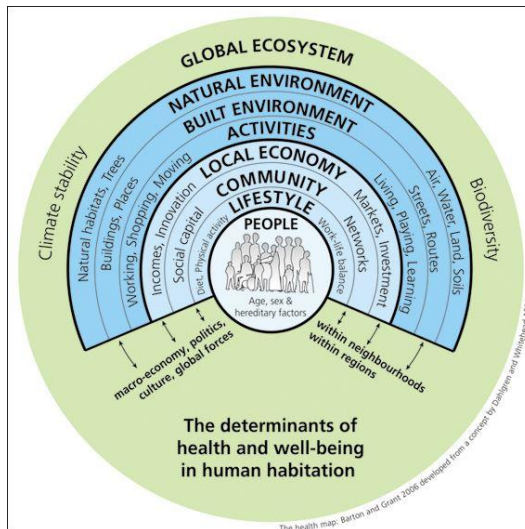 GLOBAL ECOSYSTEM
Climate stability
Biodiversity
NATURAL ENVIRONMENT
Natural habitats, Trees
Air, Water, Land, Soils
BUILT ENVIRONMENT
Buildings, Places
Streets, Routes
ACTIVITIES
Working, Shopping, Moving
Living, Playing, Learning
LOCAL ECONOMY
Incomes, Innovation
Markets, Investment
COMMUNITY
Social capital
Networks
LIFESTYLE
Diet, Physical activity
Work-life balance
PEOPLE
Age, sex &
hereditary factors
macro-economy, politics,
culture, global forces
within neighbourhoods
within regions
The determinants of
health and well-being
in human habitation
The health map: Barton and Grant 2006 developed from a concept by Dahlgren and Whitehead